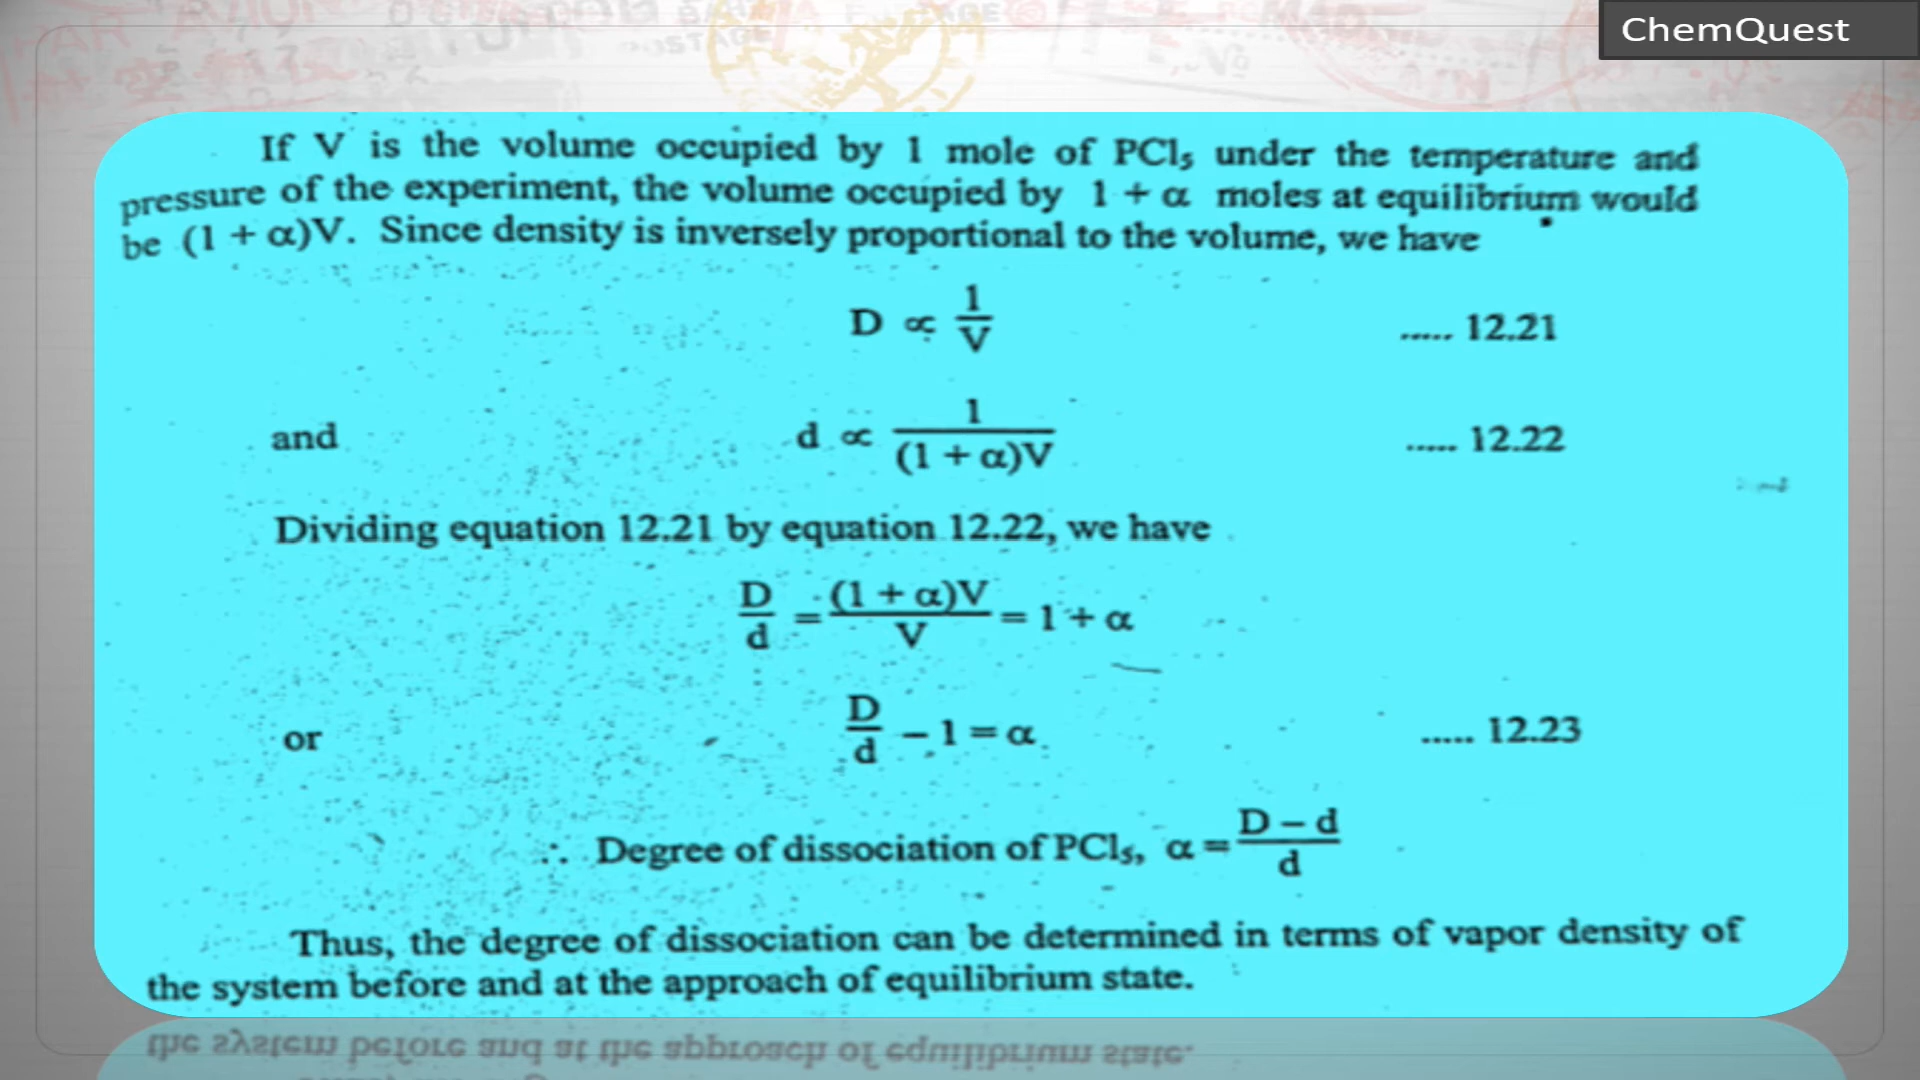 ChemQuest
If V is the volume occupied by 1 mole of PCl₅ under the temperature and
pressure of the experiment, the volume occupied by 1 + α moles at equilibrium would
be (1 + α)V. Since density is inversely proportional to the volume, we have
D ∝ 1/V ..... 12.21
and d ∝ 1/(1 + α)V ..... 12.22
Dividing equation 12.21 by equation 12.22, we have
D/d = (1 + α)V/V = 1 + α
or D/d − 1 = α ..... 12.23
∴ Degree of dissociation of PCl₅, α = D − d/d
Thus, the degree of dissociation can be determined in terms of vapor density of
the system before and at the approach of equilibrium state.